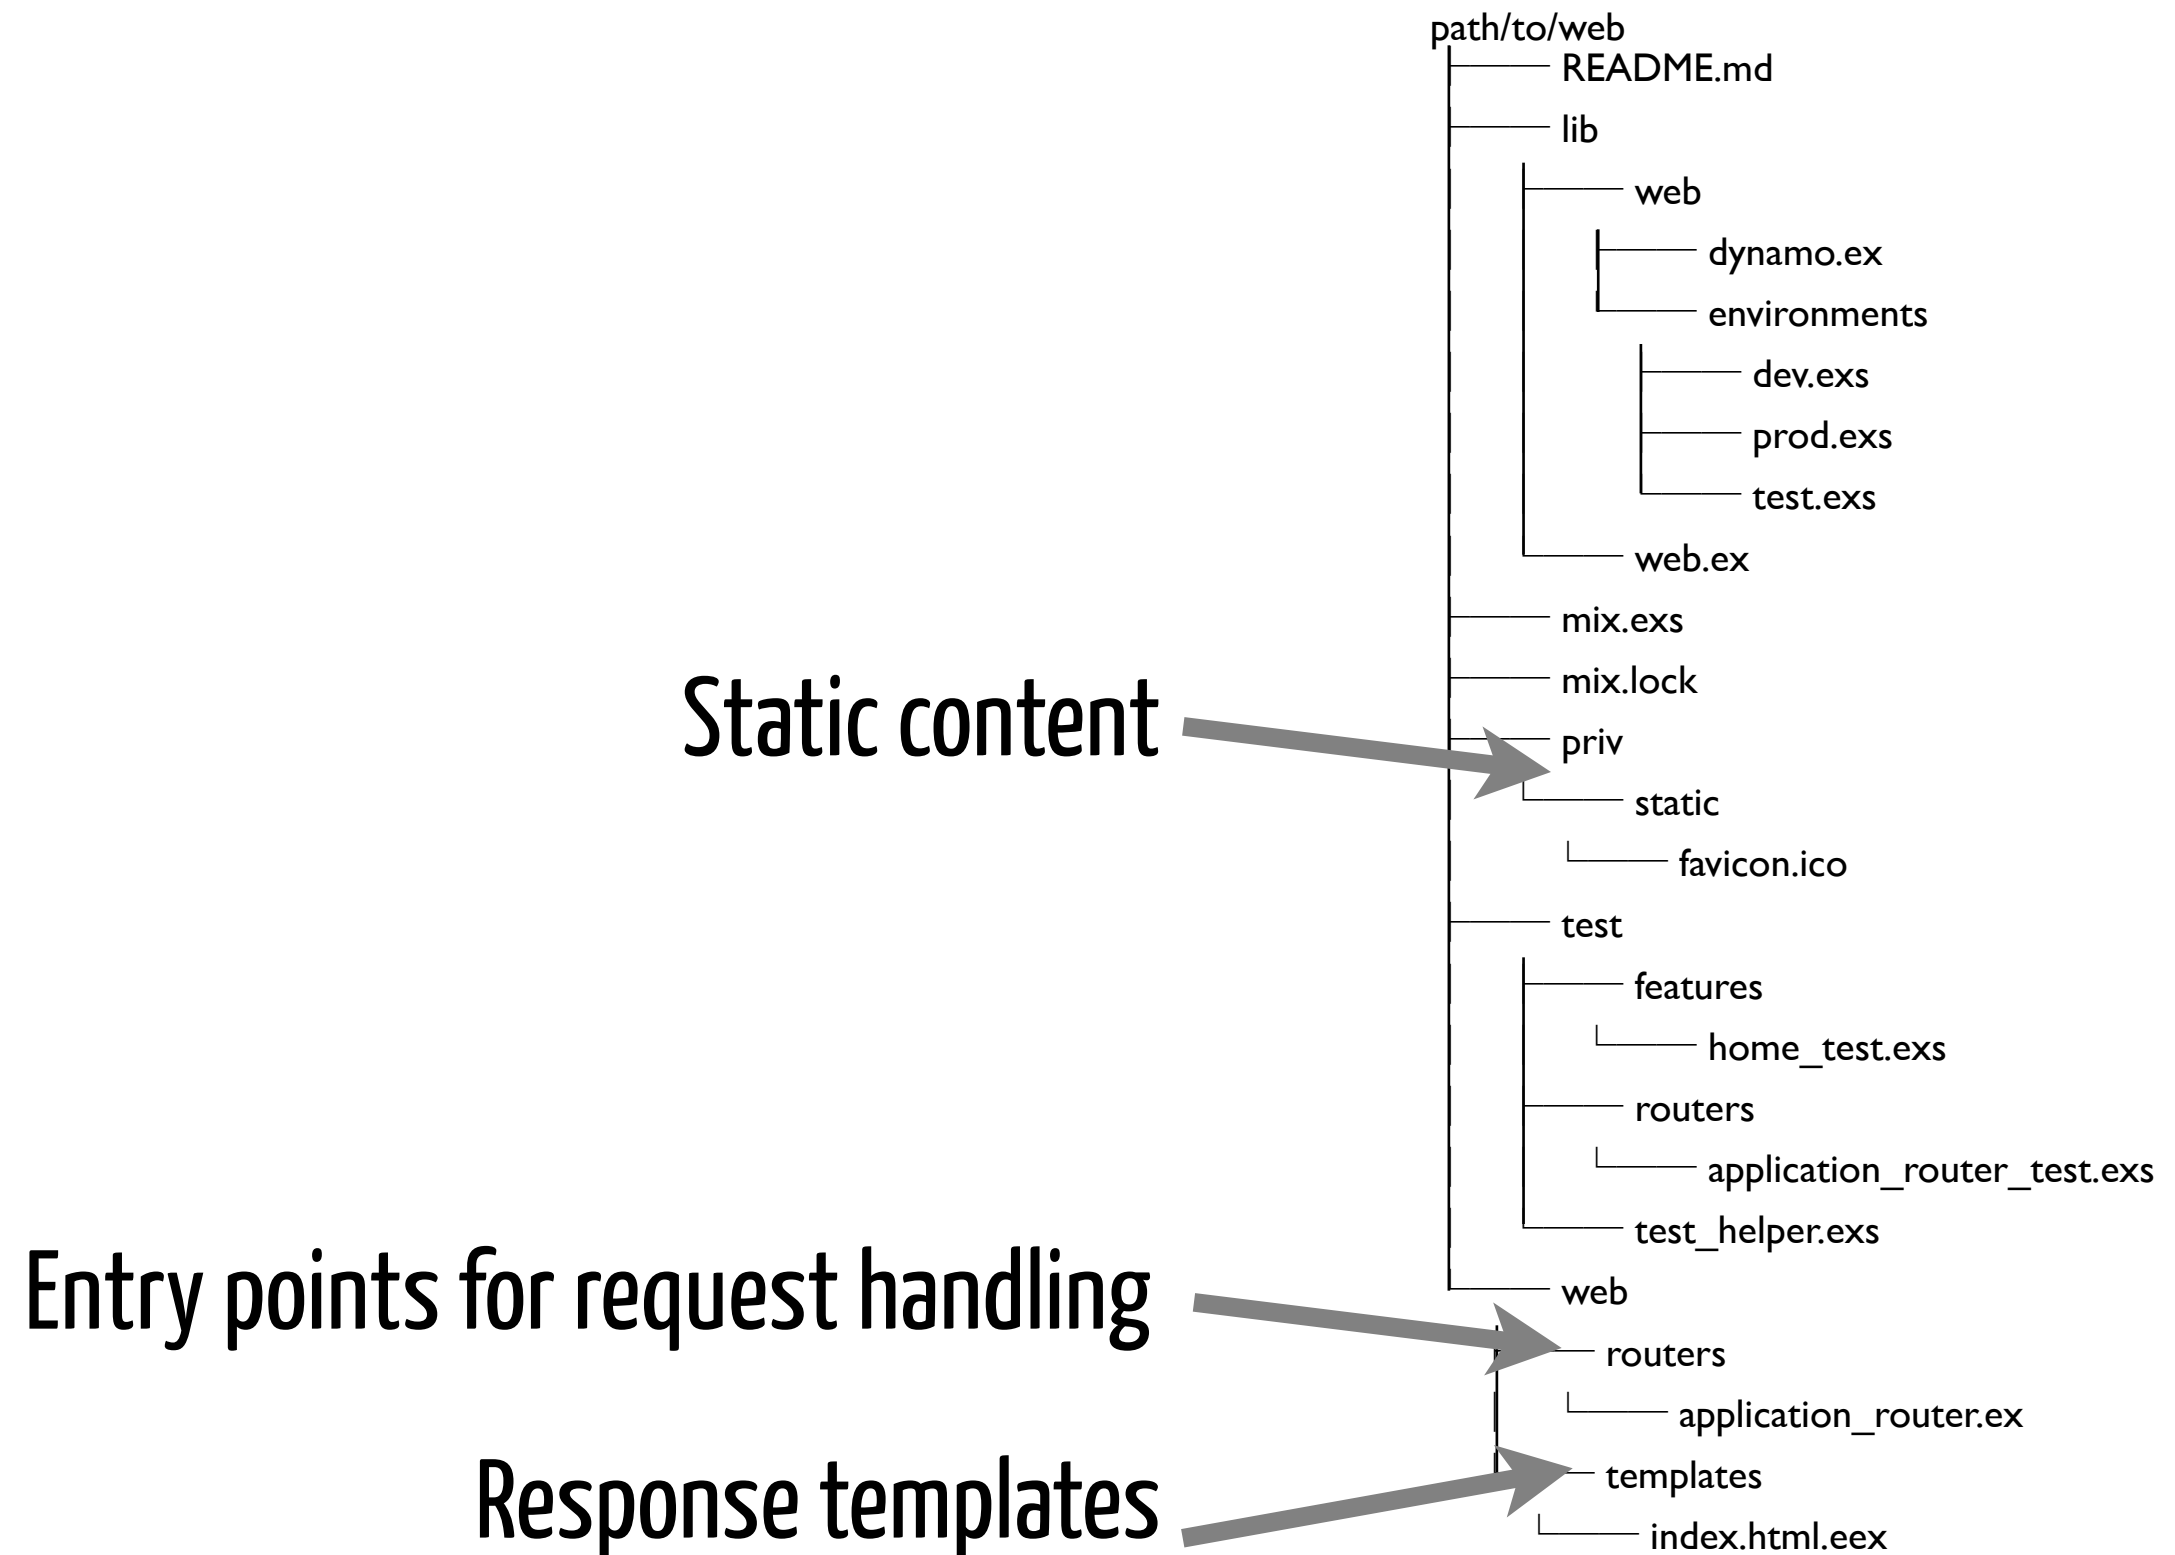 path/to/web
README.md
lib
web
dynamo.ex
environments
dev.exs
prod.exs
test.exs
web.ex
mix.exs
mix.lock
Static content
priv
static
favicon.ico
test
features
home_test.exs
routers
application_router_test.exs
test_helper.exs
Entry points for request handling
web
routers
application_router.ex
Response templates
templates
index.html.eex